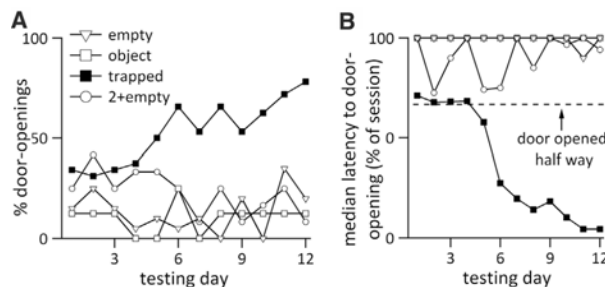 A
100
50
0
% door-openings
empty
object
trapped
2+empty
3
6
9
12
testing day
B
100
50
0
median latency to door-
opening (% of session)
door opened
half way
3
6
9
12
testing day